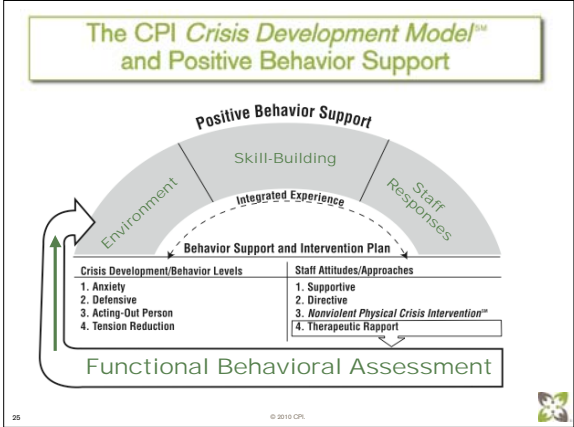 The CPI Crisis Development Model℠
and Positive Behavior Support
Positive Behavior Support
Environment
Skill-Building
Staff
Responses
Integrated Experience
Behavior Support and Intervention Plan
Crisis Development/Behavior Levels
1. Anxiety
2. Defensive
3. Acting-Out Person
4. Tension Reduction
Staff Attitudes/Approaches
1. Supportive
2. Directive
3. Nonviolent Physical Crisis Intervention℠
4. Therapeutic Rapport
Functional Behavioral Assessment
25
© 2010 CPI.